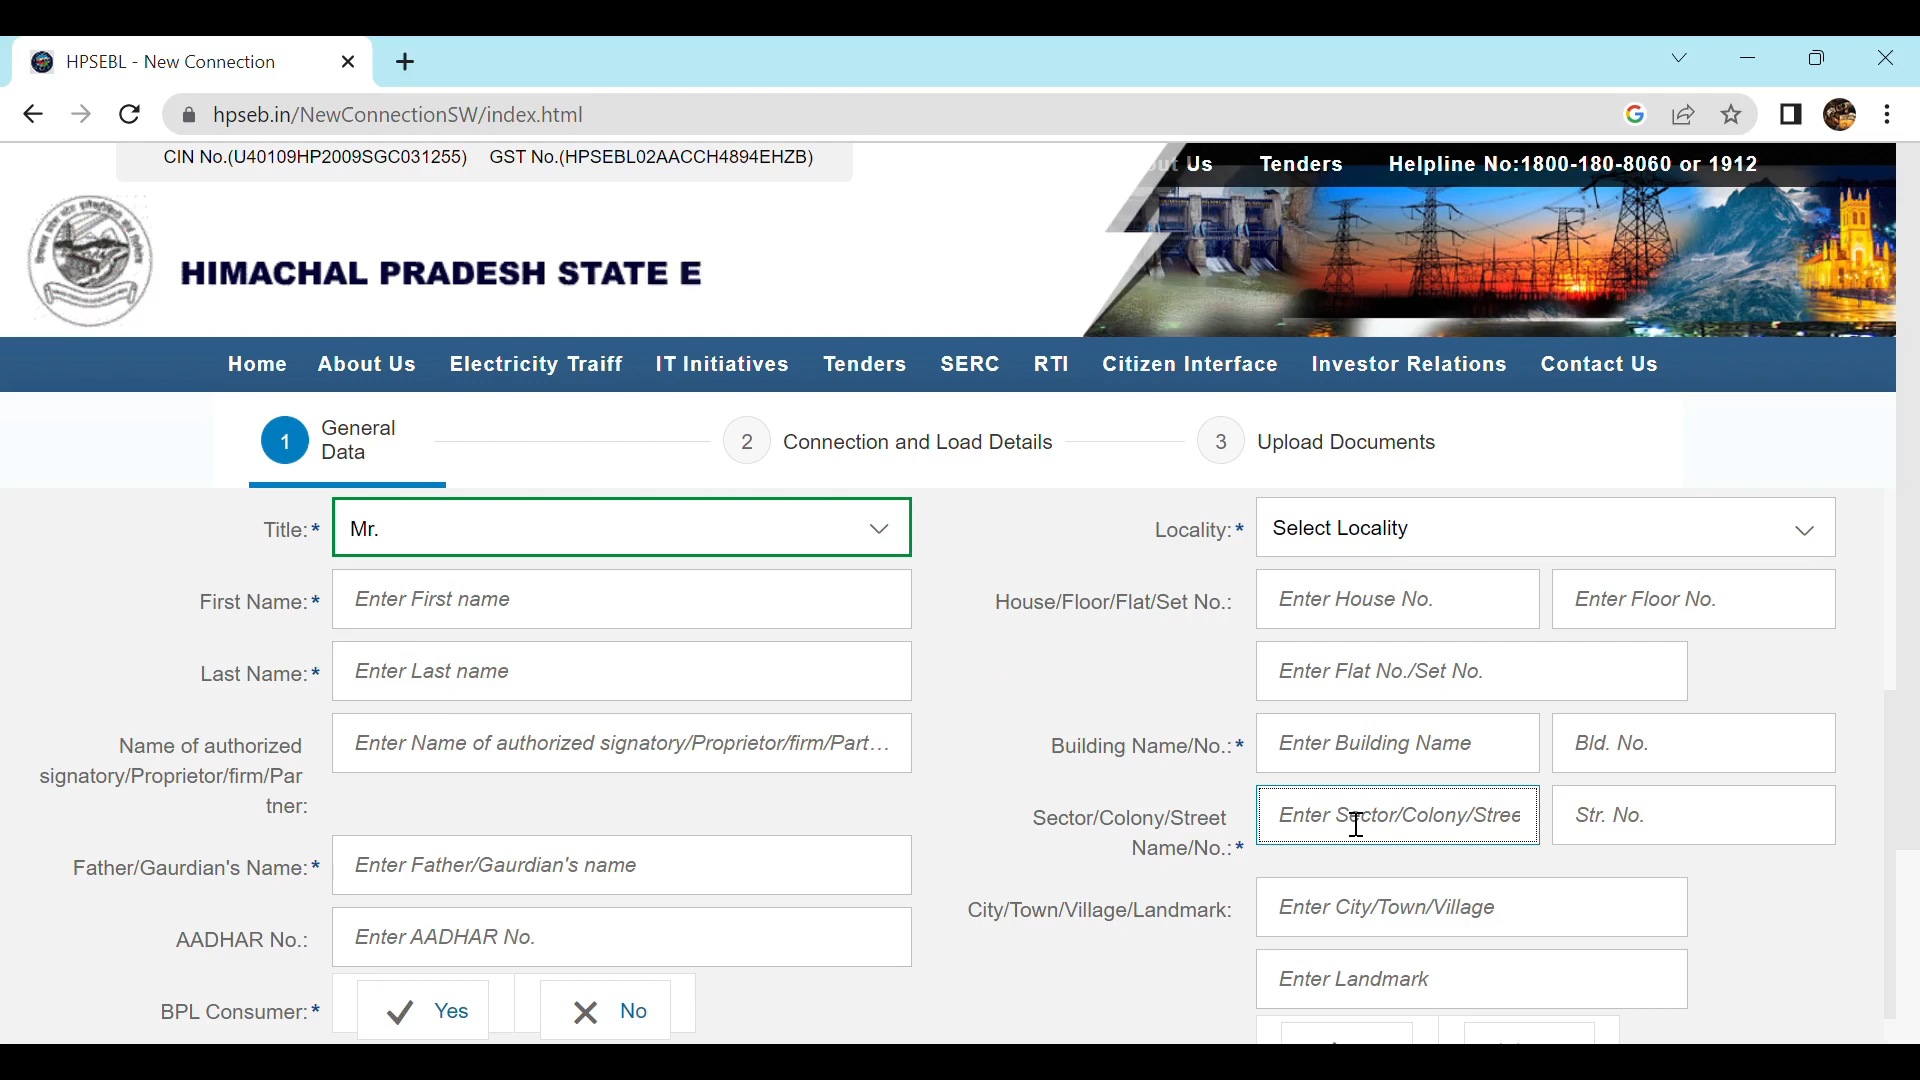 HPSEBL - New Connection
hpseb.in/NewConnectionSW/index.html
CIN No.(U40109HP2009SGC031255) GST No.(HPSEBL02AACCH4894EHZB)
Us Tenders Helpline No:1800-180-8060 or 1912
HIMACHAL PRADESH STATE E
Home About Us Electricity Traiff IT Initiatives Tenders SERC RTI Citizen Interface Investor Relations Contact Us
1 General
Data
2 Connection and Load Details
3 Upload Documents
Title:* Mr.
First Name:* Enter First name
Last Name:* Enter Last name
Name of authorized
signatory/Proprietor/firm/Par
tner:
Enter Name of authorized signatory/Proprietor/firm/Part...
Father/Gaurdian's Name:* Enter Father/Gaurdian's name
AADHAR No.: Enter AADHAR No.
BPL Consumer:* Yes No
Locality:* Select Locality
House/Floor/Flat/Set No.: Enter House No. Enter Floor No.
Enter Flat No./Set No.
Building Name/No.:* Enter Building Name Bld. No.
Sector/Colony/Street
Name/No.:*
Enter Sector/Colony/Stree Str. No.
City/Town/Village/Landmark: Enter City/Town/Village
Enter Landmark